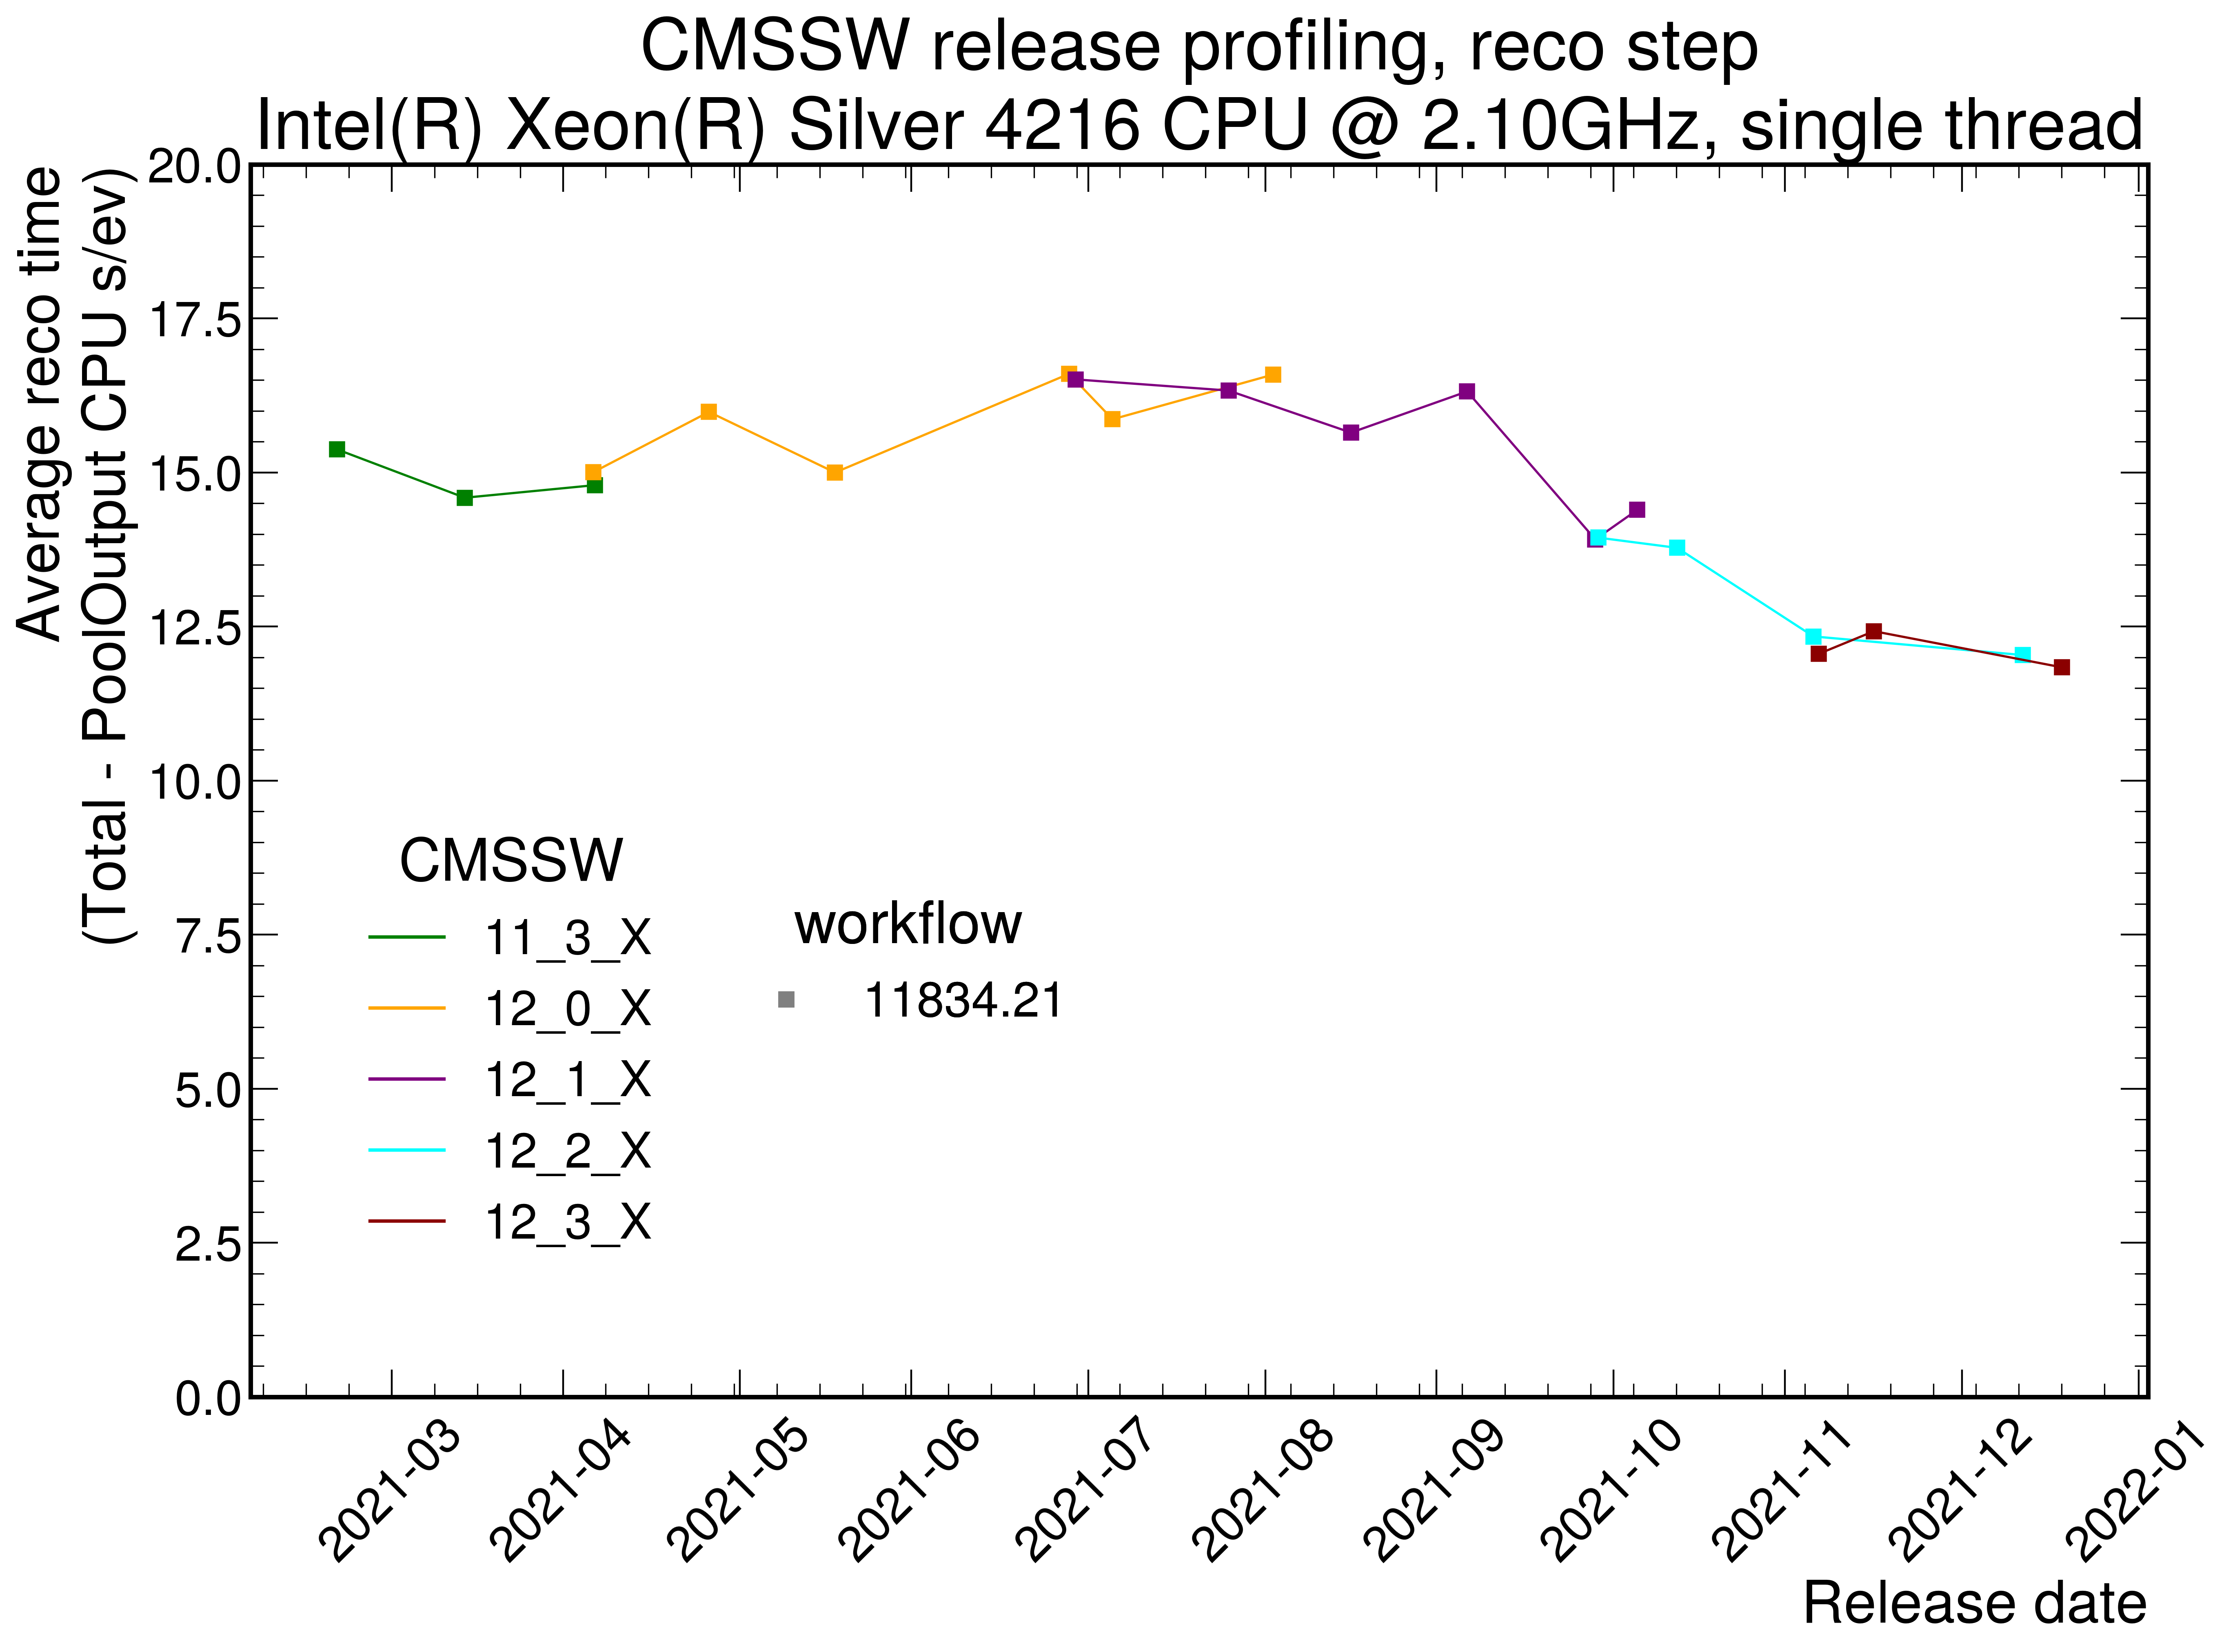 CMSSW release profiling, reco step
Intel(R) Xeon(R) Silver 4216 CPU @ 2.10GHz, single thread
Average reco time
(Total - PoolOutput CPU s/ev)
20.0
17.5
15.0
12.5
10.0
7.5
5.0
2.5
0.0
CMSSW
11_3_X
12_0_X
12_1_X
12_2_X
12_3_X
workflow
11834.21
2021-03
2021-04
2021-05
2021-06
2021-07
2021-08
2021-09
2021-10
2021-11
2021-12
2022-01
Release date